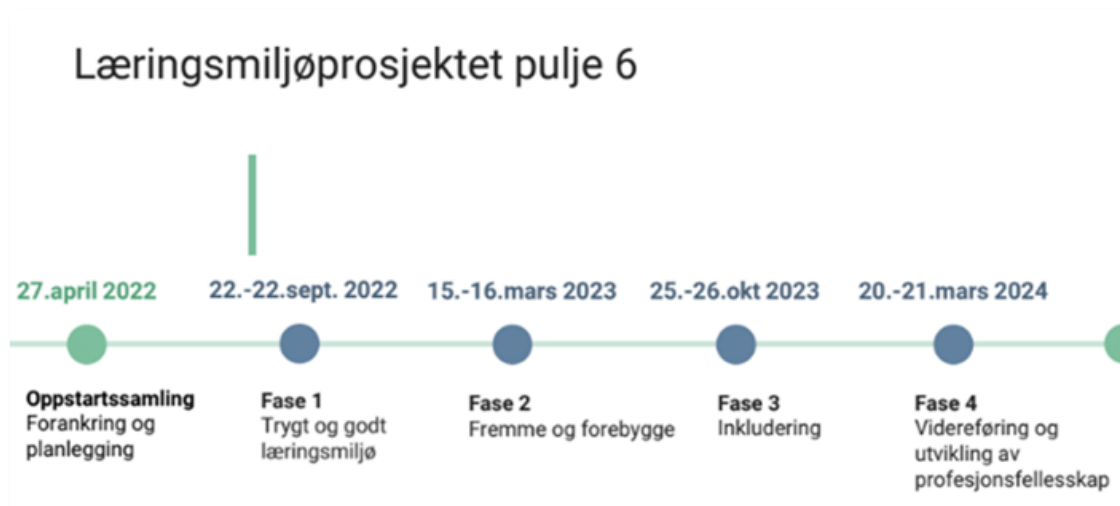 Læringsmiljøprosjektet pulje 6
27.april 2022
22.-22.sept. 2022
15.-16.mars 2023
25.-26.okt 2023
20.-21.mars 2024
Oppstartssamling
Forankring og
planlegging
Fase 1
Trygt og godt
læringsmiljø
Fase 2
Fremme og forebygge
Fase 3
Inkludering
Fase 4
Videreføring og
utvikling av
profesjonsfellesskap